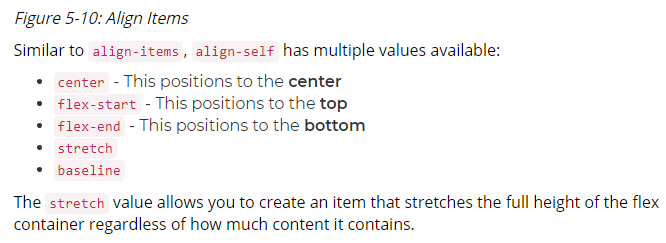 Figure 5-10: Align Items
Similar to align-items, align-self has multiple values available:
• center - This positions to the center
• flex-start - This positions to the top
• flex-end - This positions to the bottom
• stretch
• baseline
The stretch value allows you to create an item that stretches the full height of the flex
container regardless of how much content it contains.